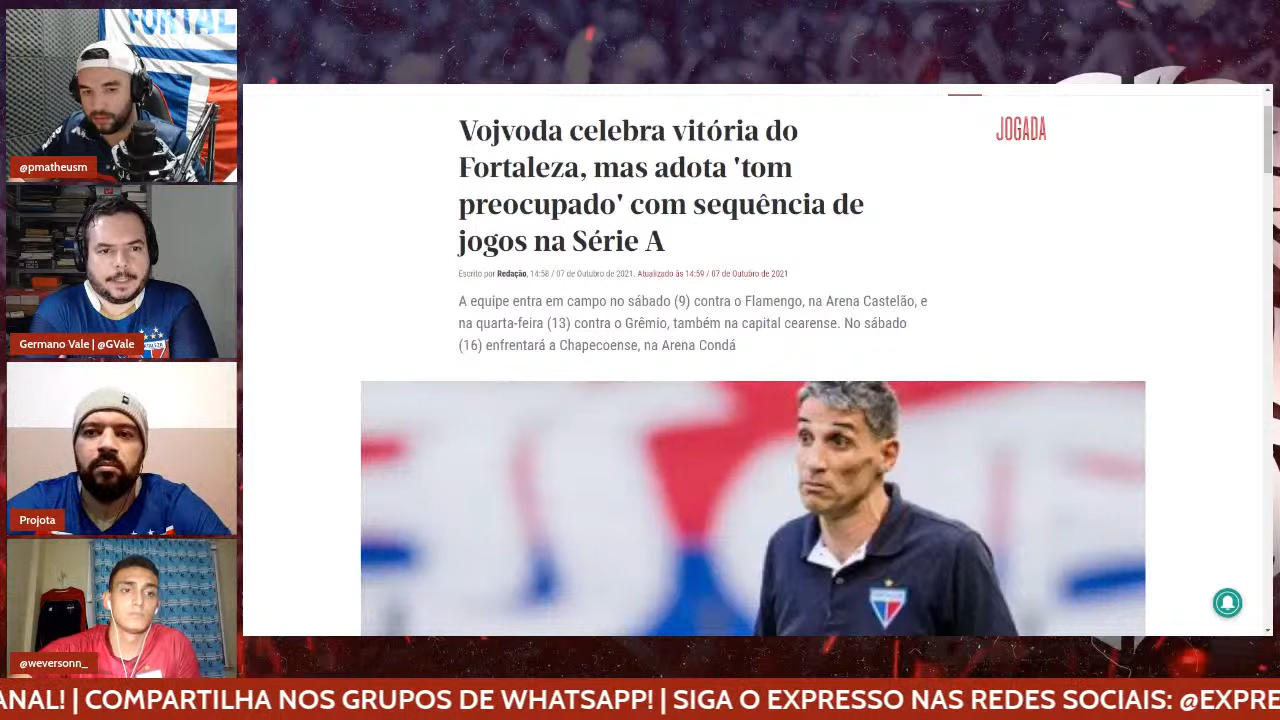 FORTAL
@pmatheusm
Germano Vale | @GVale
Projota
@weversonn_
JOGADA
Vojvoda celebra vitória do
Fortaleza, mas adota 'tom
preocupado' com sequência de
jogos na Série A
Escrito por Redação, 14:58 / 07 de Outubro de 2021. Atualizado às 14:59 / 07 de Outubro de 2021
A equipe entra em campo no sábado (9) contra o Flamengo, na Arena Castelão, e
na quarta-feira (13) contra o Grêmio, também na capital cearense. No sábado
(16) enfrentará a Chapecoense, na Arena Condá
ANAL! | COMPARTILHA NOS GRUPOS DE WHATSAPP! | SIGA O EXPRESSO NAS REDES SOCIAIS: @EXPRE